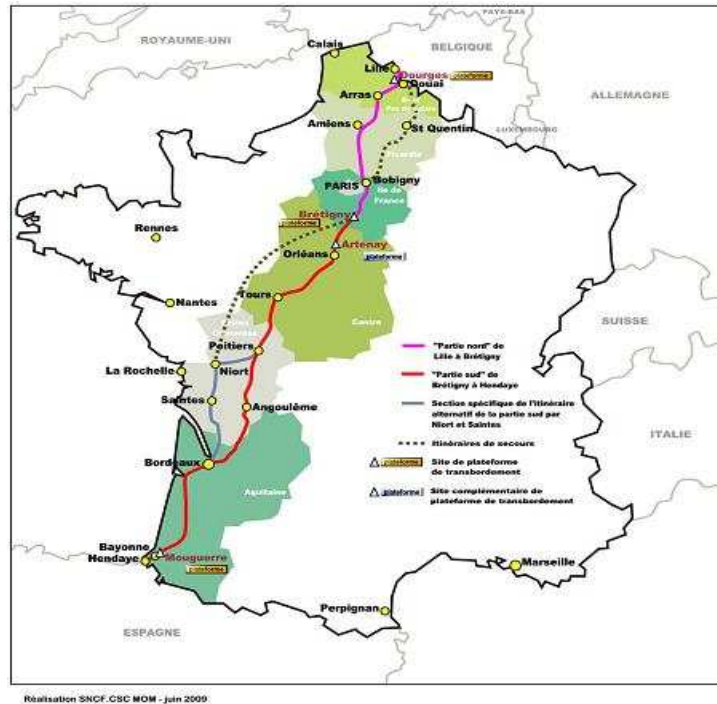 PAYS-BAS
ROYAUME-UNI
Calais
BELGIQUE
Lille
Dourges plateforme
Douai
ALLEMAGNE
Arras
Amiens
St Quentin
LUXEMBOURG
Picardie
PARIS
Bobigny
Ile de
France
Brétigny
plateforme
Rennes
Artenay
plateforme
Orléans
Nantes
Tours
SUISSE
Centre
Poitiers
"Partie nord" de
Lille à Brétigny
La Rochelle
Niort
"Partie sud" de
Brétigny à Hendaye
Saintes
Angoulême
Section spécifique de l'itinéraire
alternatif de la partie sud par
Niort et Saintes
ITALIE
Itinéraires de secours
Bordeaux
plateforme
Site de plateforme
de transbordement
Aquitaine
plateforme
Site complémentaire de
plateforme de transbordement
Bayonne
Hendaye
Mouguerre
plateforme
Marseille
Perpignan
ESPAGNE
Réalisation SNCF.CSC MOM - juin 2009